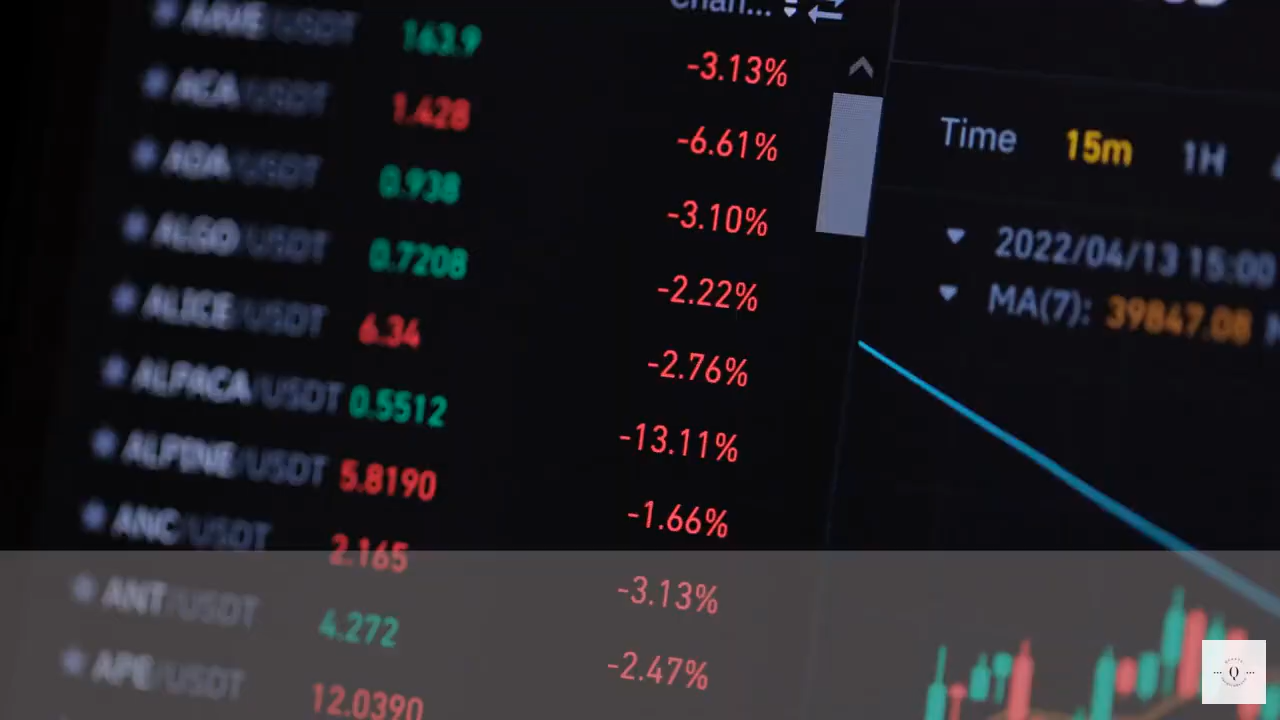 Chan...
AAVE/USDT 163.9 -3.13%
ACA/USDT 1.428 -6.61%
ADA/USDT 0.938 -3.10%
ALGO/USDT 0.7208 -2.22%
ALICE/USDT 6.34 -2.76%
ALPACA/USDT 0.5512 -13.11%
ALPINE/USDT 5.8190 -1.66%
ANC/USDT 2.165 -3.13%
ANT/USDT 4.272 -2.47%
APE/USDT 12.0390
Time 15m 1H
2022/04/13 15:00
MA(7): 39847.08
Q